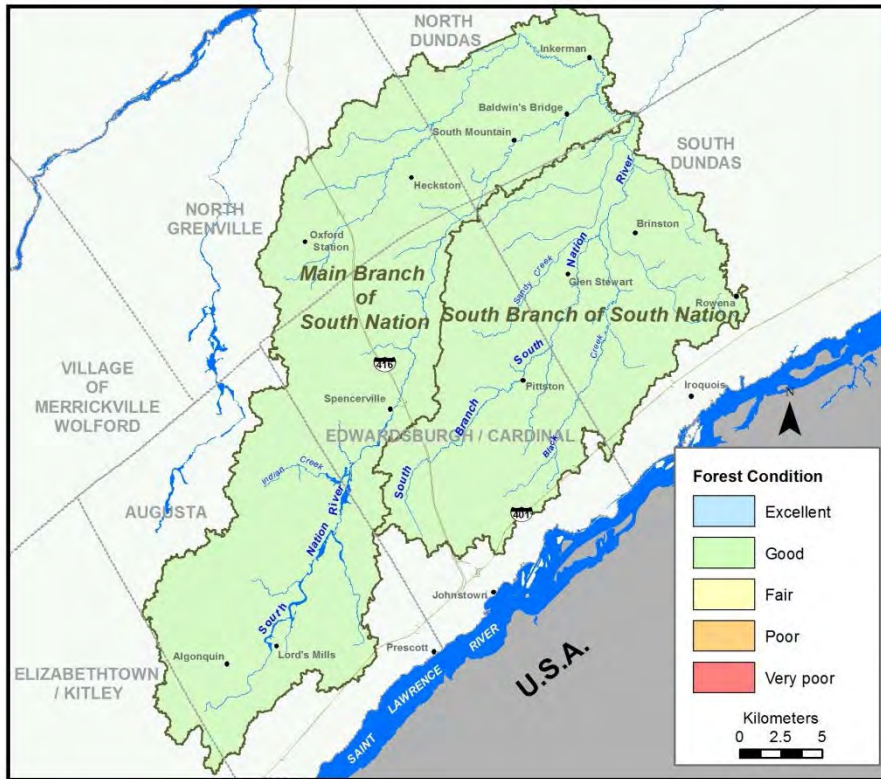 NORTH
DUNDAS
Inkerman
Baldwin's Bridge
South Mountain
SOUTH
DUNDAS
Heckston
NORTH
GRENVILLE
River
Brinston
Oxford
Station
Main Branch
of
South Nation
Nation
Sandy Creek
Glen Stewart
Rowena
South Branch of South Nation
South
Creek
416
VILLAGE
OF
MERRICKVILLE
WOLFORD
Pittston
Iroquois
N
Spencerville
Branch
EDWARDSBURGH / CARDINAL
Black
Indian Creek
South
River
AUGUSTA
401
Nation
Johnstown
South
Algonquin
Lord's Mills
Prescott
ELIZABETHTOWN
/ KITLEY
SAINT LAWRENCE RIVER
U.S.A.
Forest Condition
Excellent
Good
Fair
Poor
Very poor
Kilometers
0 2.5 5